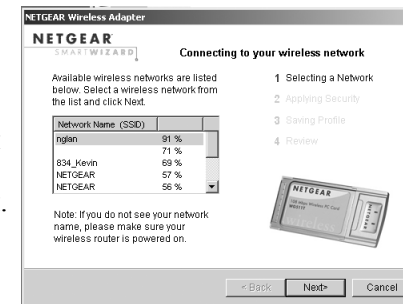 NETGEAR Wireless Adapter
NETGEAR
SMARTWIZARD
Connecting to your wireless network
Available wireless networks are listed
below. Select a wireless network from
the list and click Next.
Network Name (SSID)
nglan 91 %
71 %
834_Kevin 69 %
NETGEAR 57 %
NETGEAR 56 %
Note: If you do not see your network
name, please make sure your
wireless router is powered on.
1 Selecting a Network
2 Applying Security
3 Saving Profile
4 Review
NETGEAR
wireless
NETGEAR
< Back
Next>
Cancel